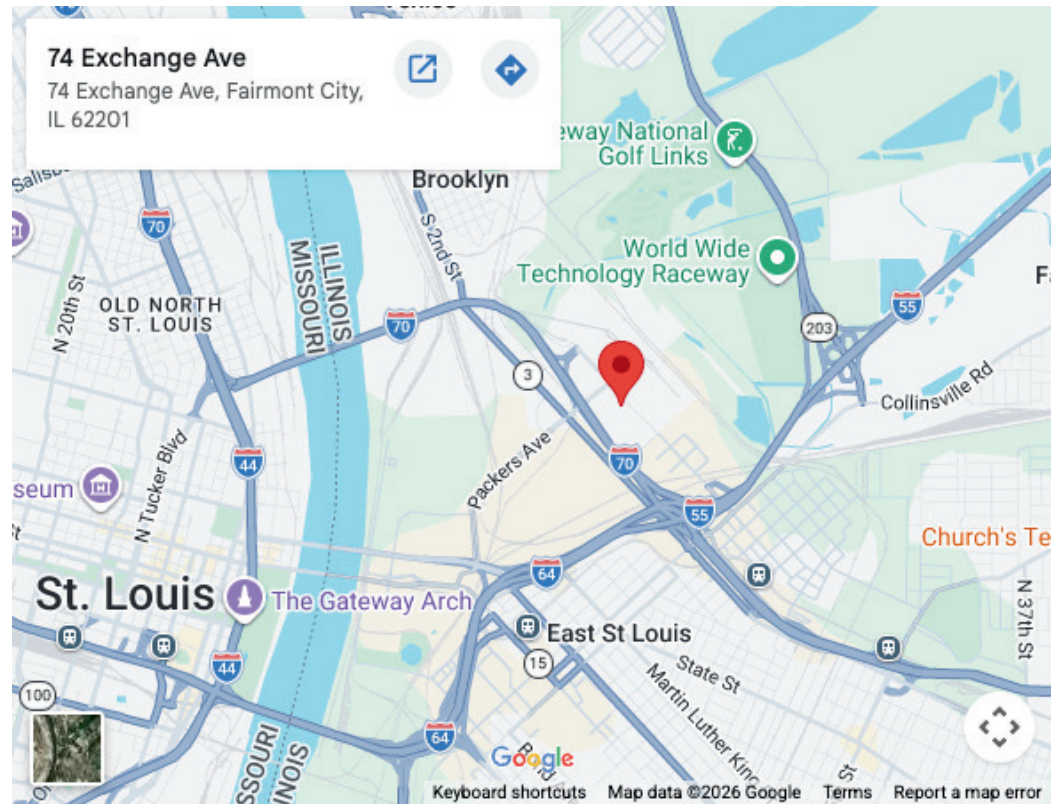 74 Exchange Ave
74 Exchange Ave, Fairmont City,
IL 62201
eway National
Golf Links
Brooklyn
S 2nd St
70
ILLINOIS
MISSOURI
World Wide
Technology Raceway
OLD NORTH
ST. LOUIS
N 20th St
70
55
203
3
Collinsville Rd
Packers Ave
N Tucker Blvd
44
70
seum
55
Church's Te
64
St. Louis
The Gateway Arch
N 37th St
East St Louis
15
State St
44
Martin Luther King
100
64
SSOURI
INOIS
St
Google
Keyboard shortcuts
Map data ©2026 Google
Terms
Report a map error